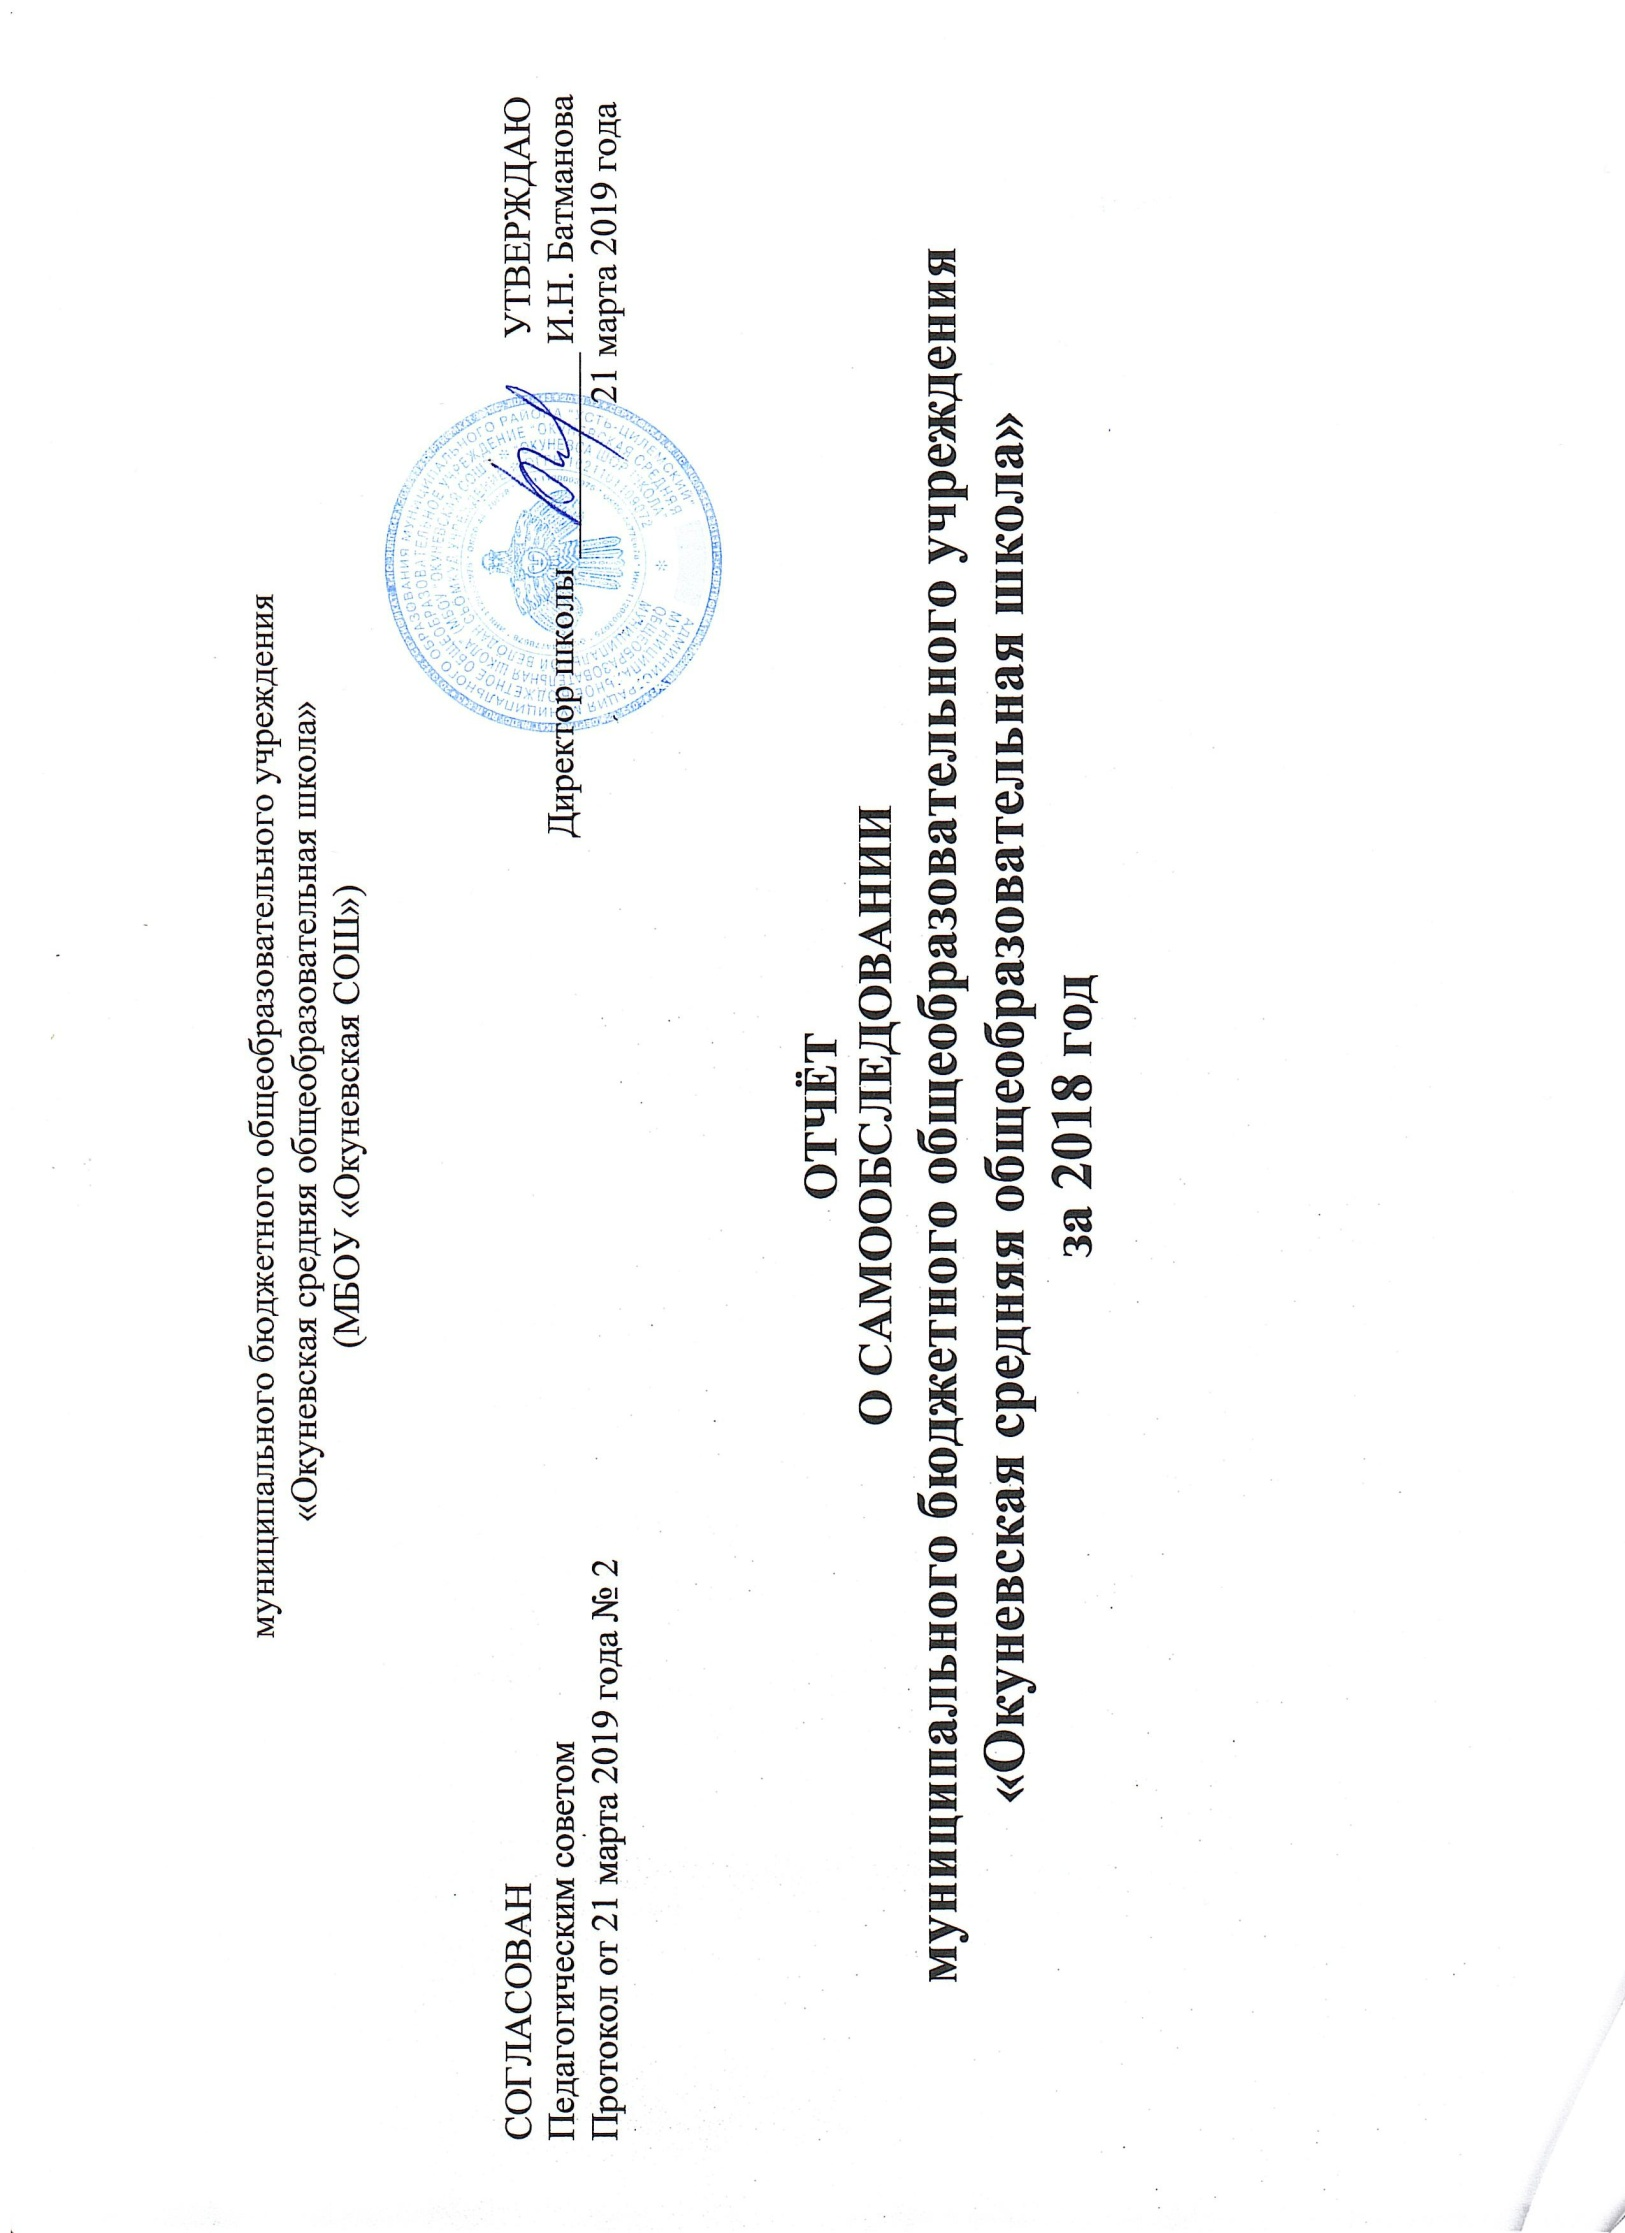 муниципального бюджетного общеобразовательного учреждения
«Окуневская средняя общеобразовательная школа»
(МБОУ «Окуневская СОШ»)
СОГЛАСОВАН
Педагогическим советом
Протокол от 21 марта 2019 года № 2
УТВЕРЖДАЮ
Директор школы И.Н. Батманова
21 марта 2019 года
ОТЧЁТ
О САМООБСЛЕДОВАНИИ
муниципального бюджетного общеобразовательного учреждения
«Окуневская средняя общеобразовательная школа»
за 2018 год